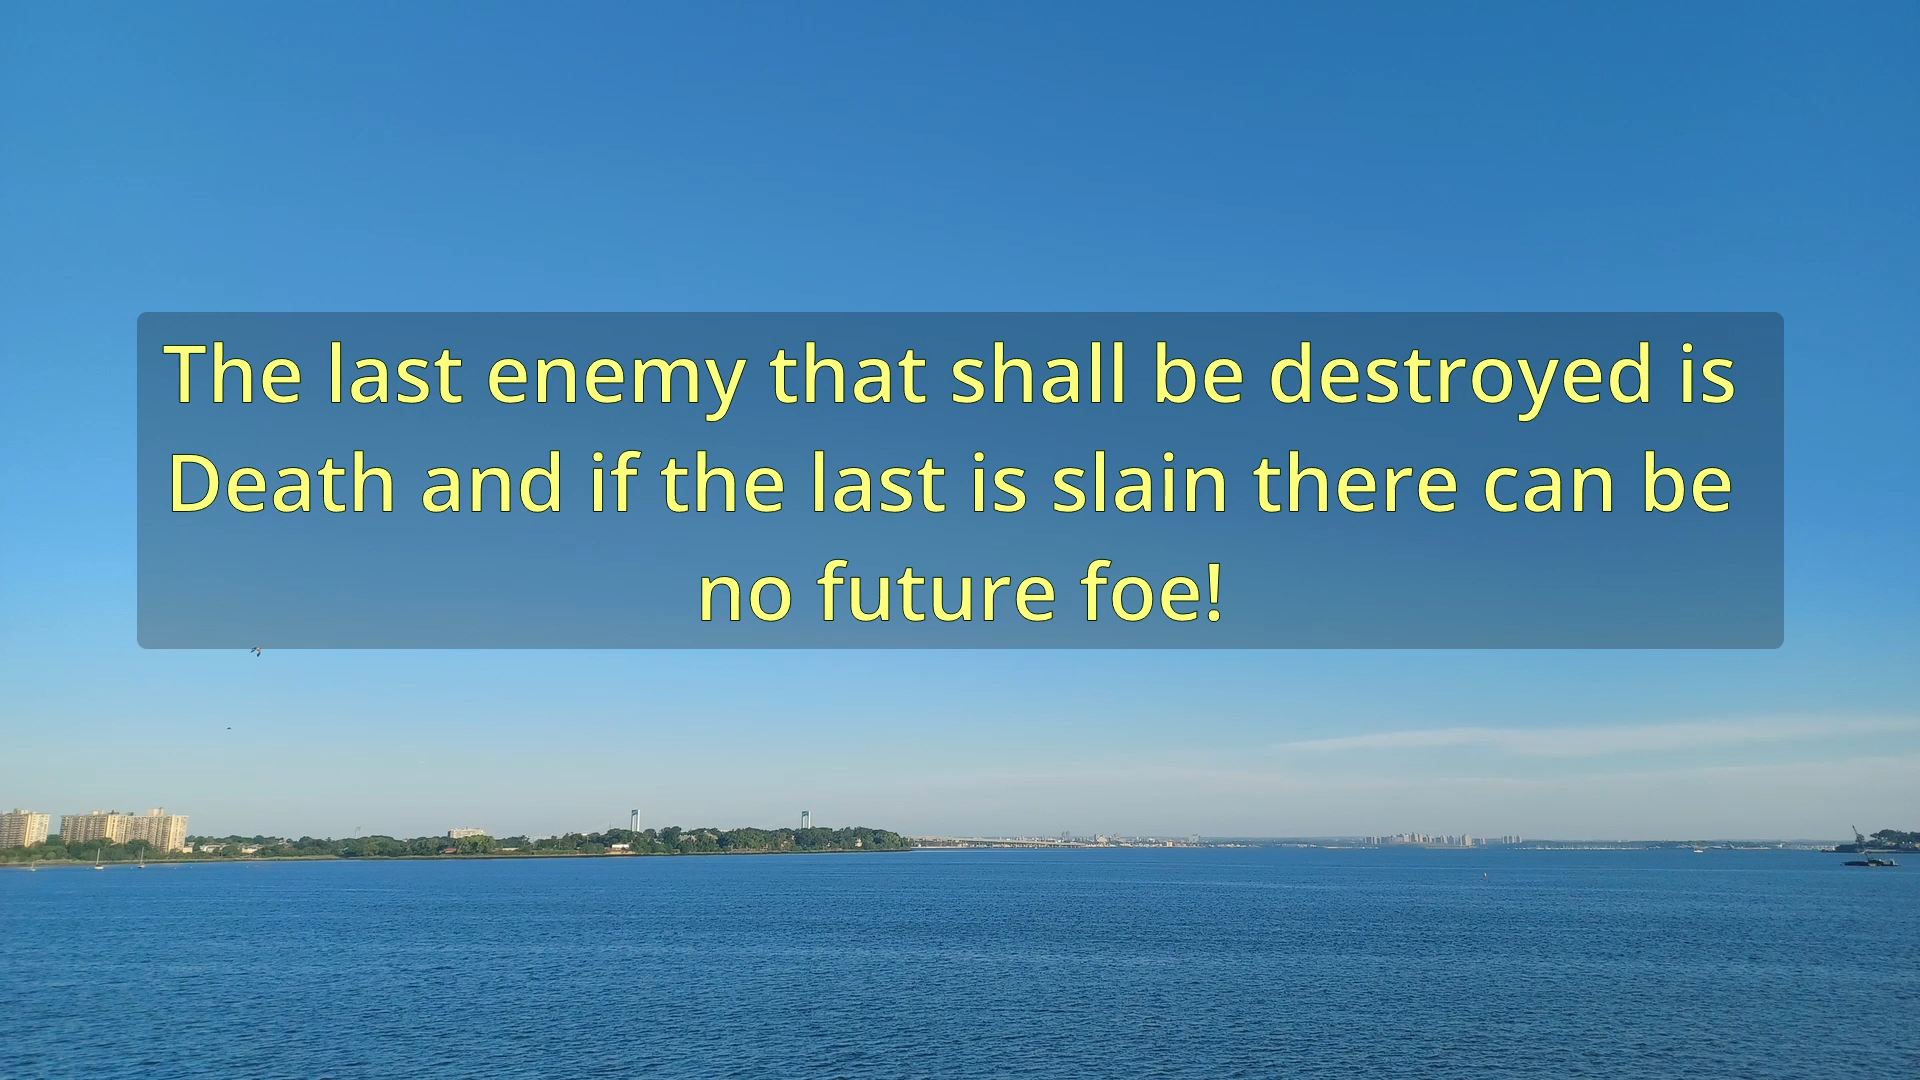 The last enemy that shall be destroyed is
Death and if the last is slain there can be
no future foe!